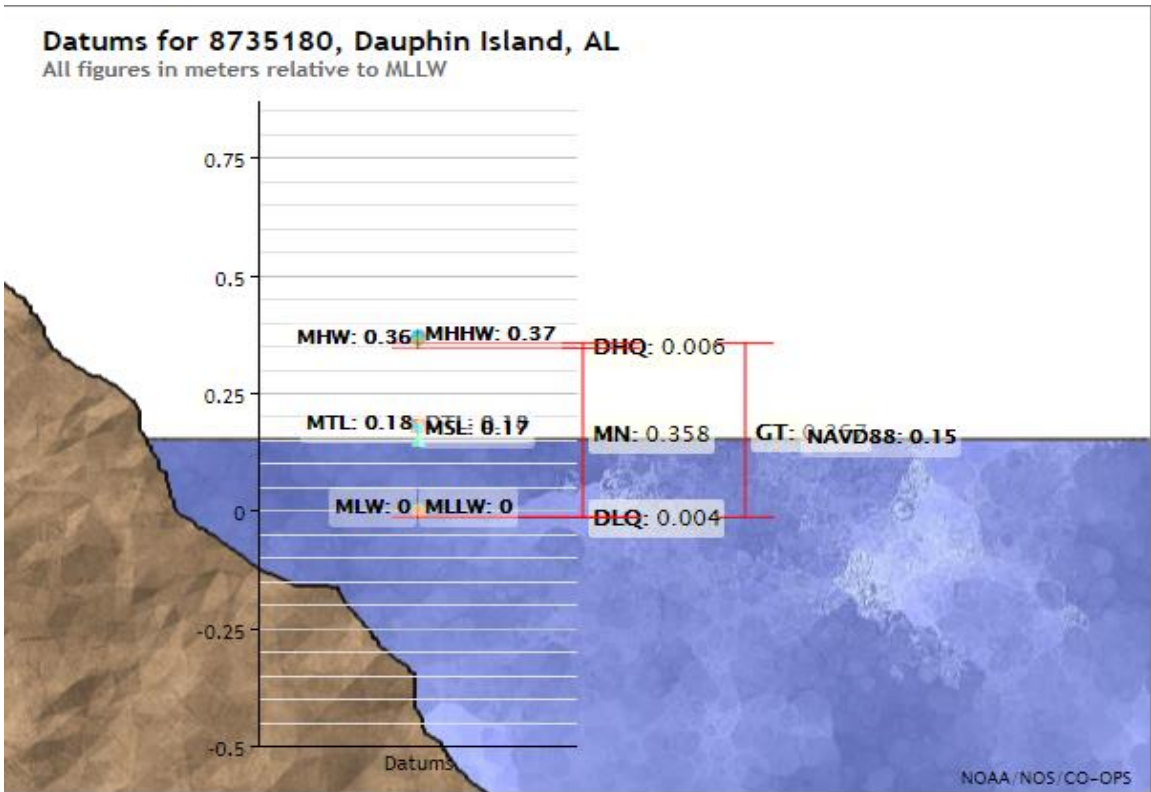 Datums for 8735180, Dauphin Island, AL
All figures in meters relative to MLLW
0.75
0.5
MHW: 0.36 MHHW: 0.37
DHQ: 0.006
0.25
MTL: 0.18 DTL: 0.18
MSL: 0.17
MN: 0.358
GT:
NAVD88: 0.15
0
MLW: 0 MLLW: 0
DLQ: 0.004
-0.25
-0.5
Datums
NOAA/NOS/CO-OPS